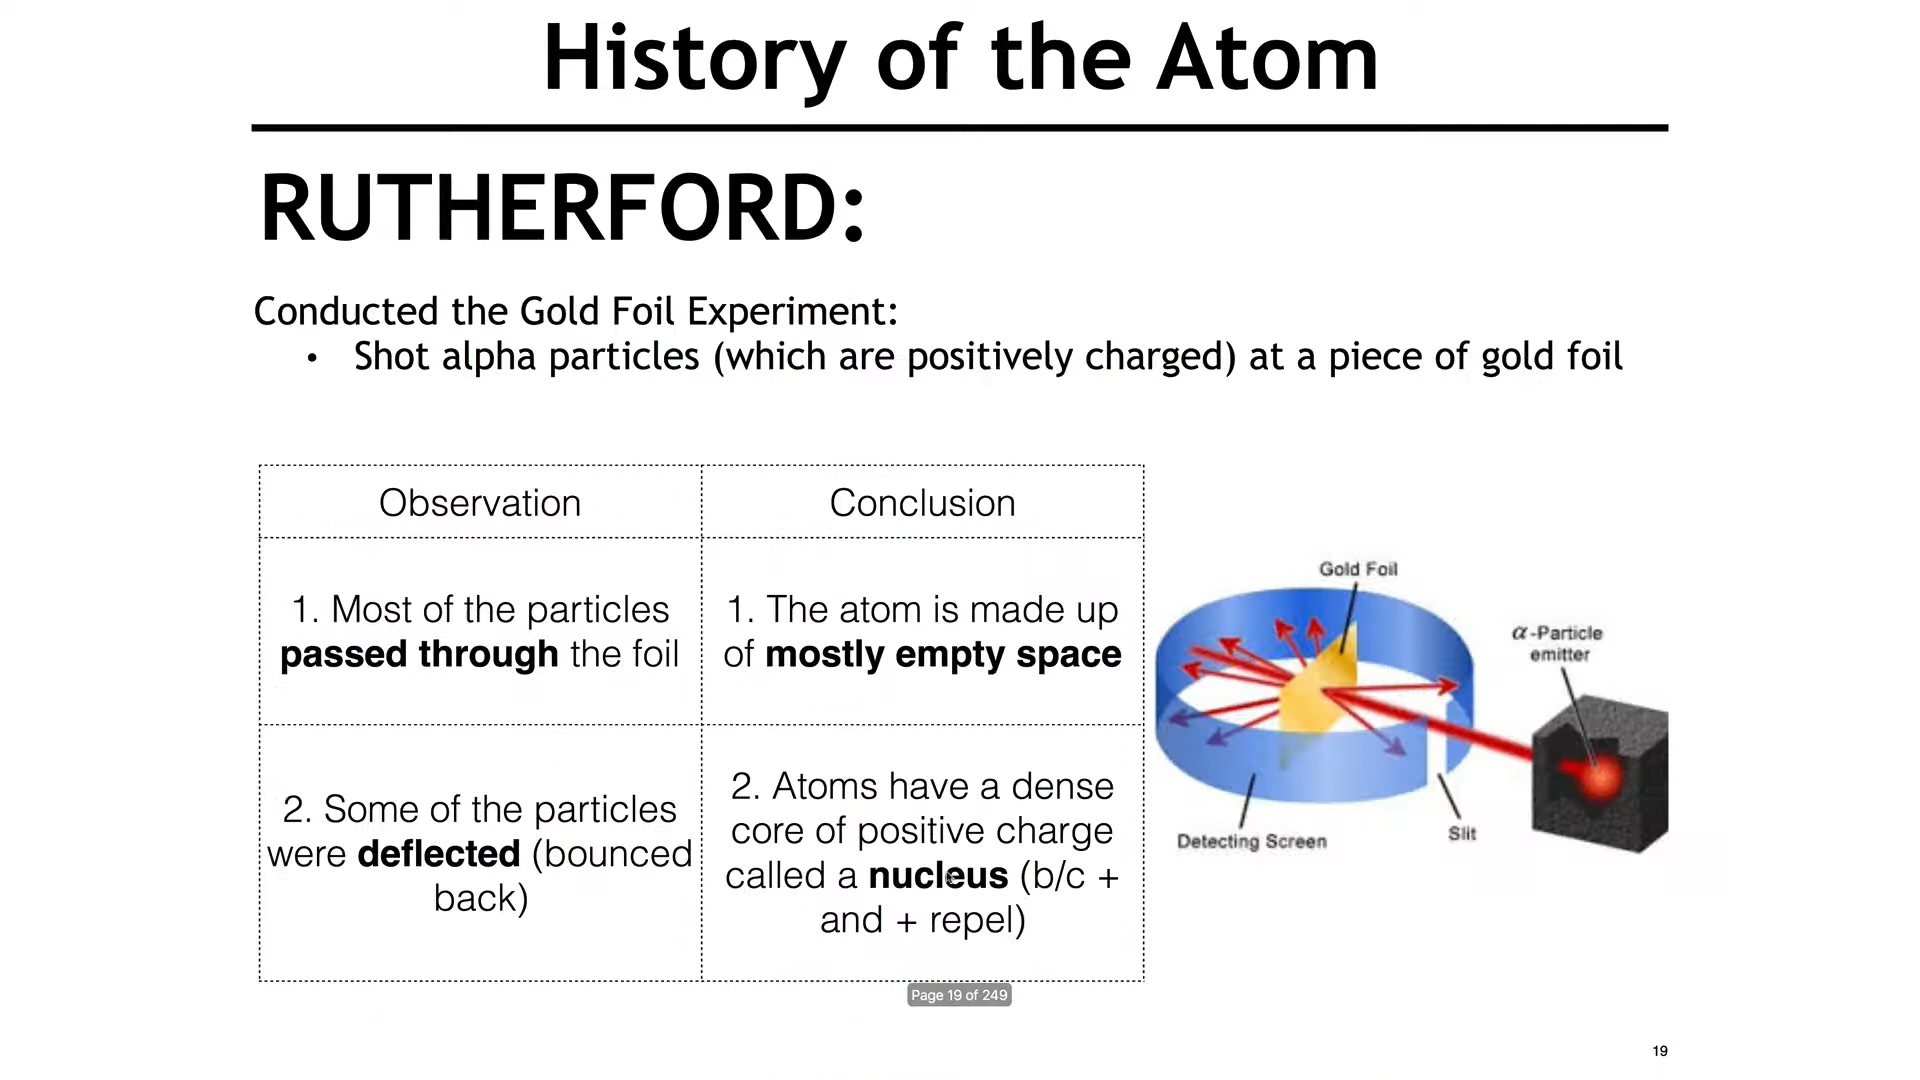 History of the Atom
RUTHERFORD:
Conducted the Gold Foil Experiment:
• Shot alpha particles (which are positively charged) at a piece of gold foil
Observation
Conclusion
1. Most of the particles
passed through the foil
1. The atom is made up
of mostly empty space
2. Some of the particles
were deflected (bounced
back)
2. Atoms have a dense
core of positive charge
called a nucleus (b/c +
and + repel)
Gold Foil
α-Particle
emitter
Detecting Screen
Slit
Page 19 of 249
19